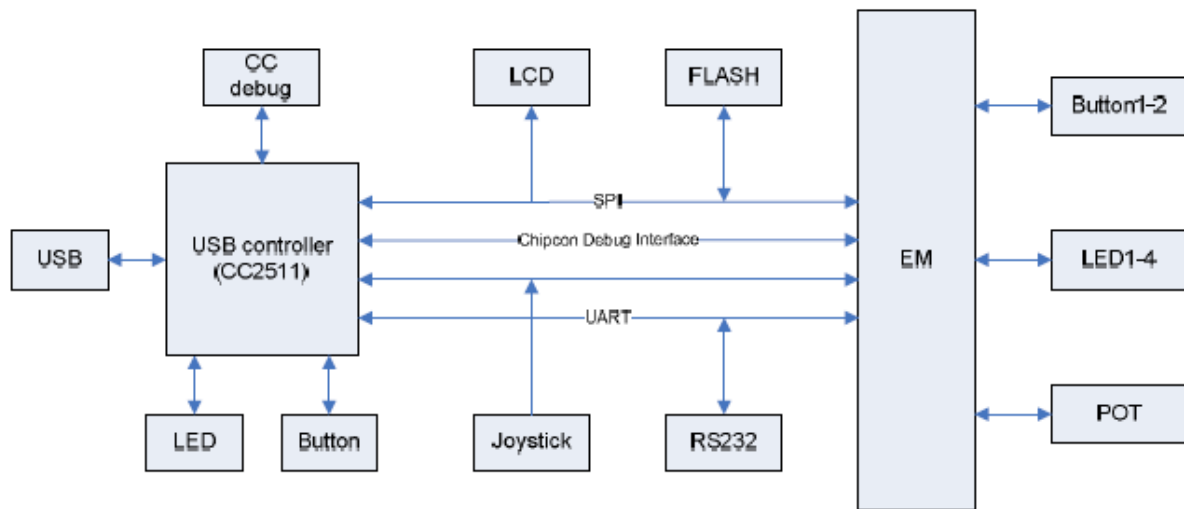 CC
debug
LCD
FLASH
Button1-2
SPI
USB controller
(CC2511)
Chipcon Debug Interface
USB
EM
LED1-4
UART
LED
Button
Joystick
RS232
POT